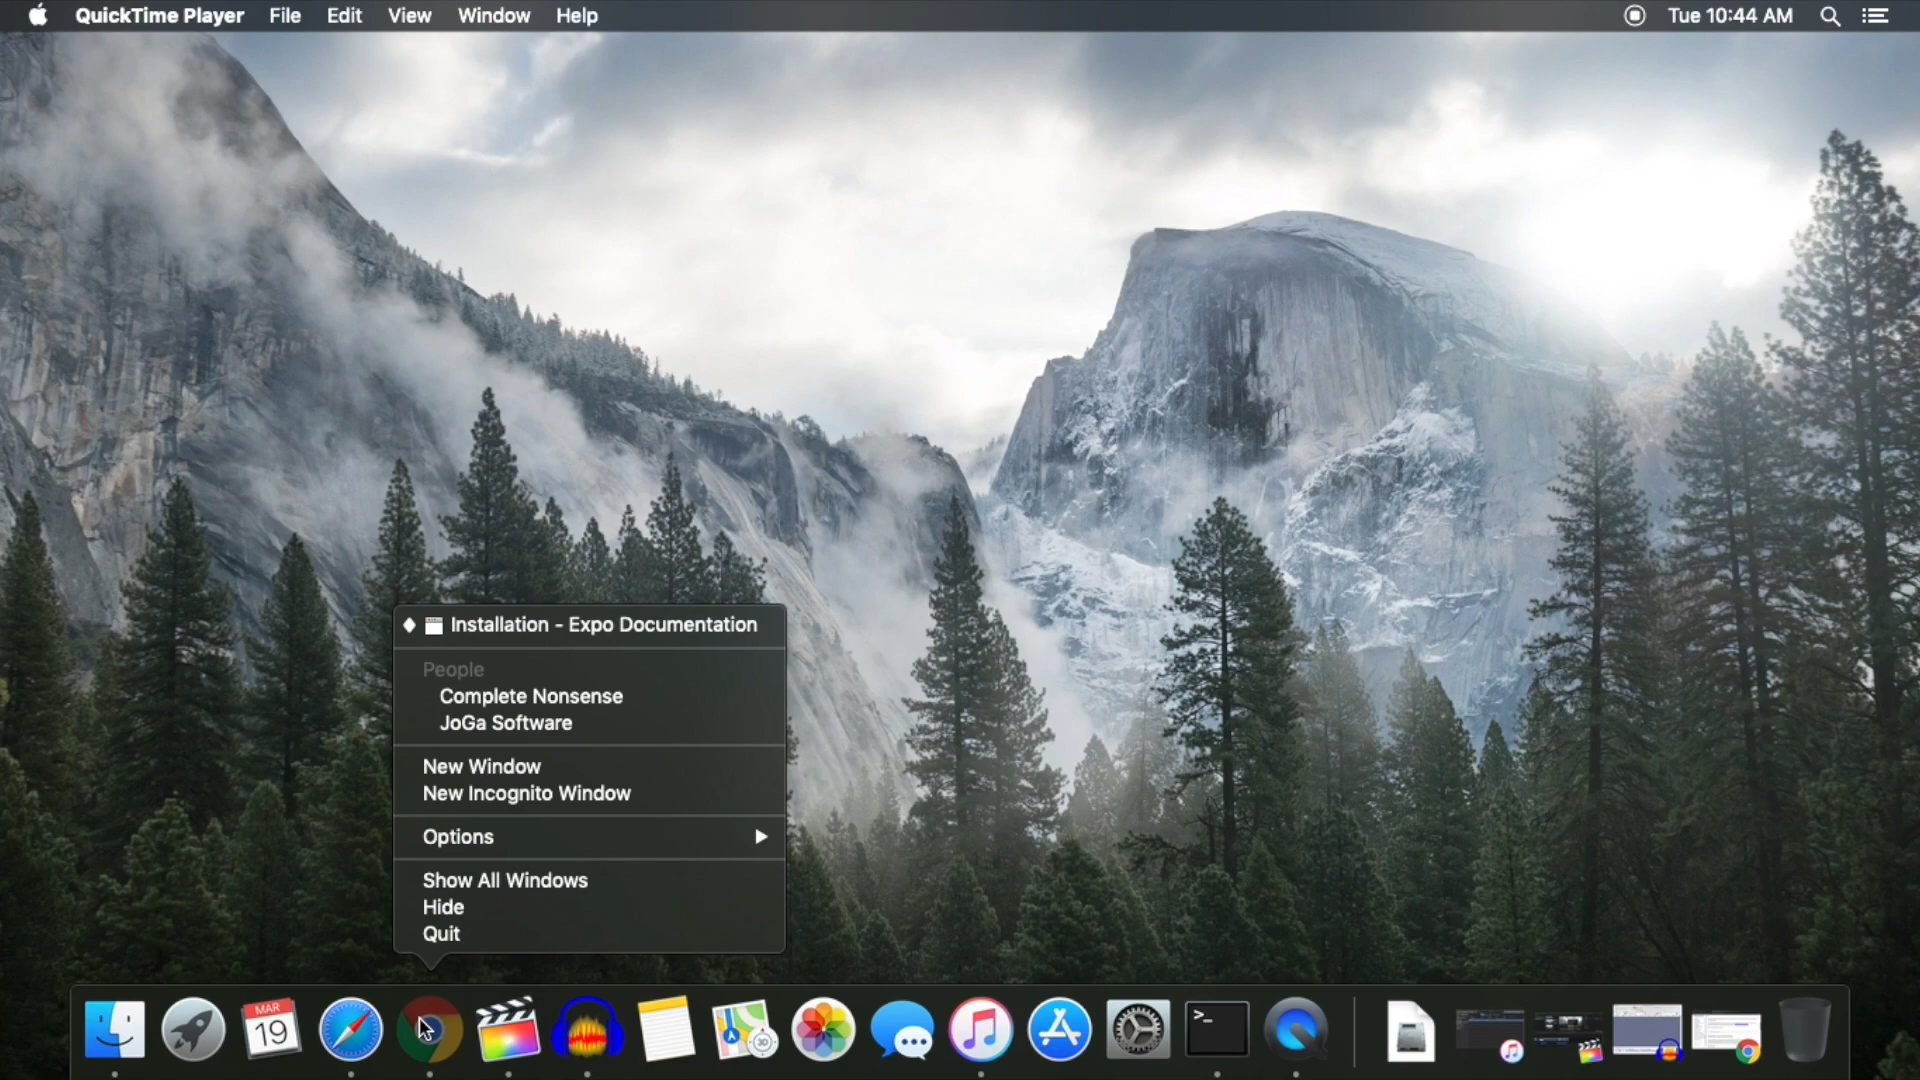 QuickTime Player File Edit View Window Help Tue 10:44 AM
Installation - Expo Documentation
People
Complete Nonsense
JoGa Software
New Window
New Incognito Window
Options
Show All Windows
Hide
Quit
MAR
19
3D
>_